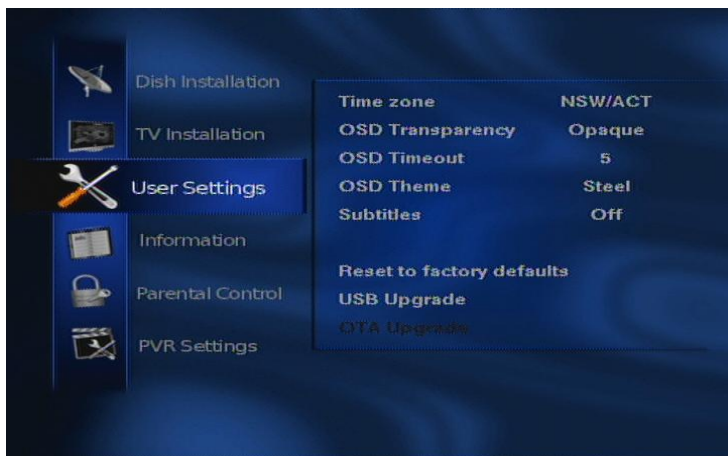 Dish Installation
TV Installation
User Settings
Information
Parental Control
PVR Settings
Time zone NSW/ACT
OSD Transparency Opaque
OSD Timeout 5
OSD Theme Steel
Subtitles Off
Reset to factory defaults
USB Upgrade
OTA Upgrade